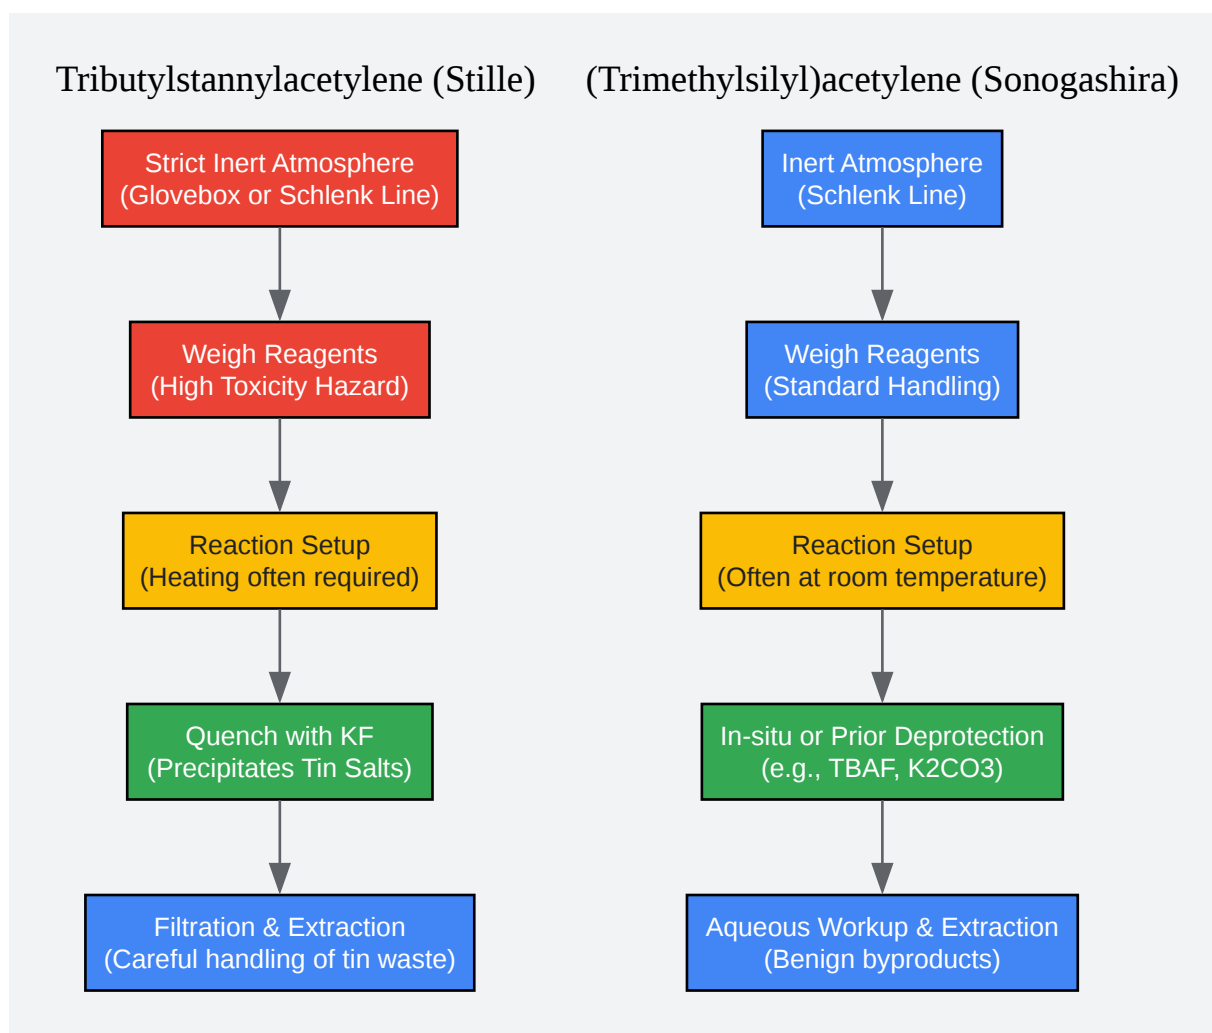 Tributylstannylacetylene (Stille)
Strict Inert Atmosphere
(Glovebox or Schlenk Line)
Weigh Reagents
(High Toxicity Hazard)
Reaction Setup
(Heating often required)
Quench with KF
(Precipitates Tin Salts)
Filtration & Extraction
(Careful handling of tin waste)
(Trimethylsilyl)acetylene (Sonogashira)
Inert Atmosphere
(Schlenk Line)
Weigh Reagents
(Standard Handling)
Reaction Setup
(Often at room temperature)
In-situ or Prior Deprotection
(e.g., TBAF, K2CO3)
Aqueous Workup & Extraction
(Benign byproducts)